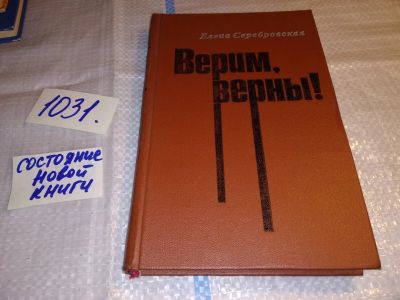 Елена Серебровская
Верим,
верны!
1031.
СОСТОЯНИЕ
НОВОЙ
КНИГИ